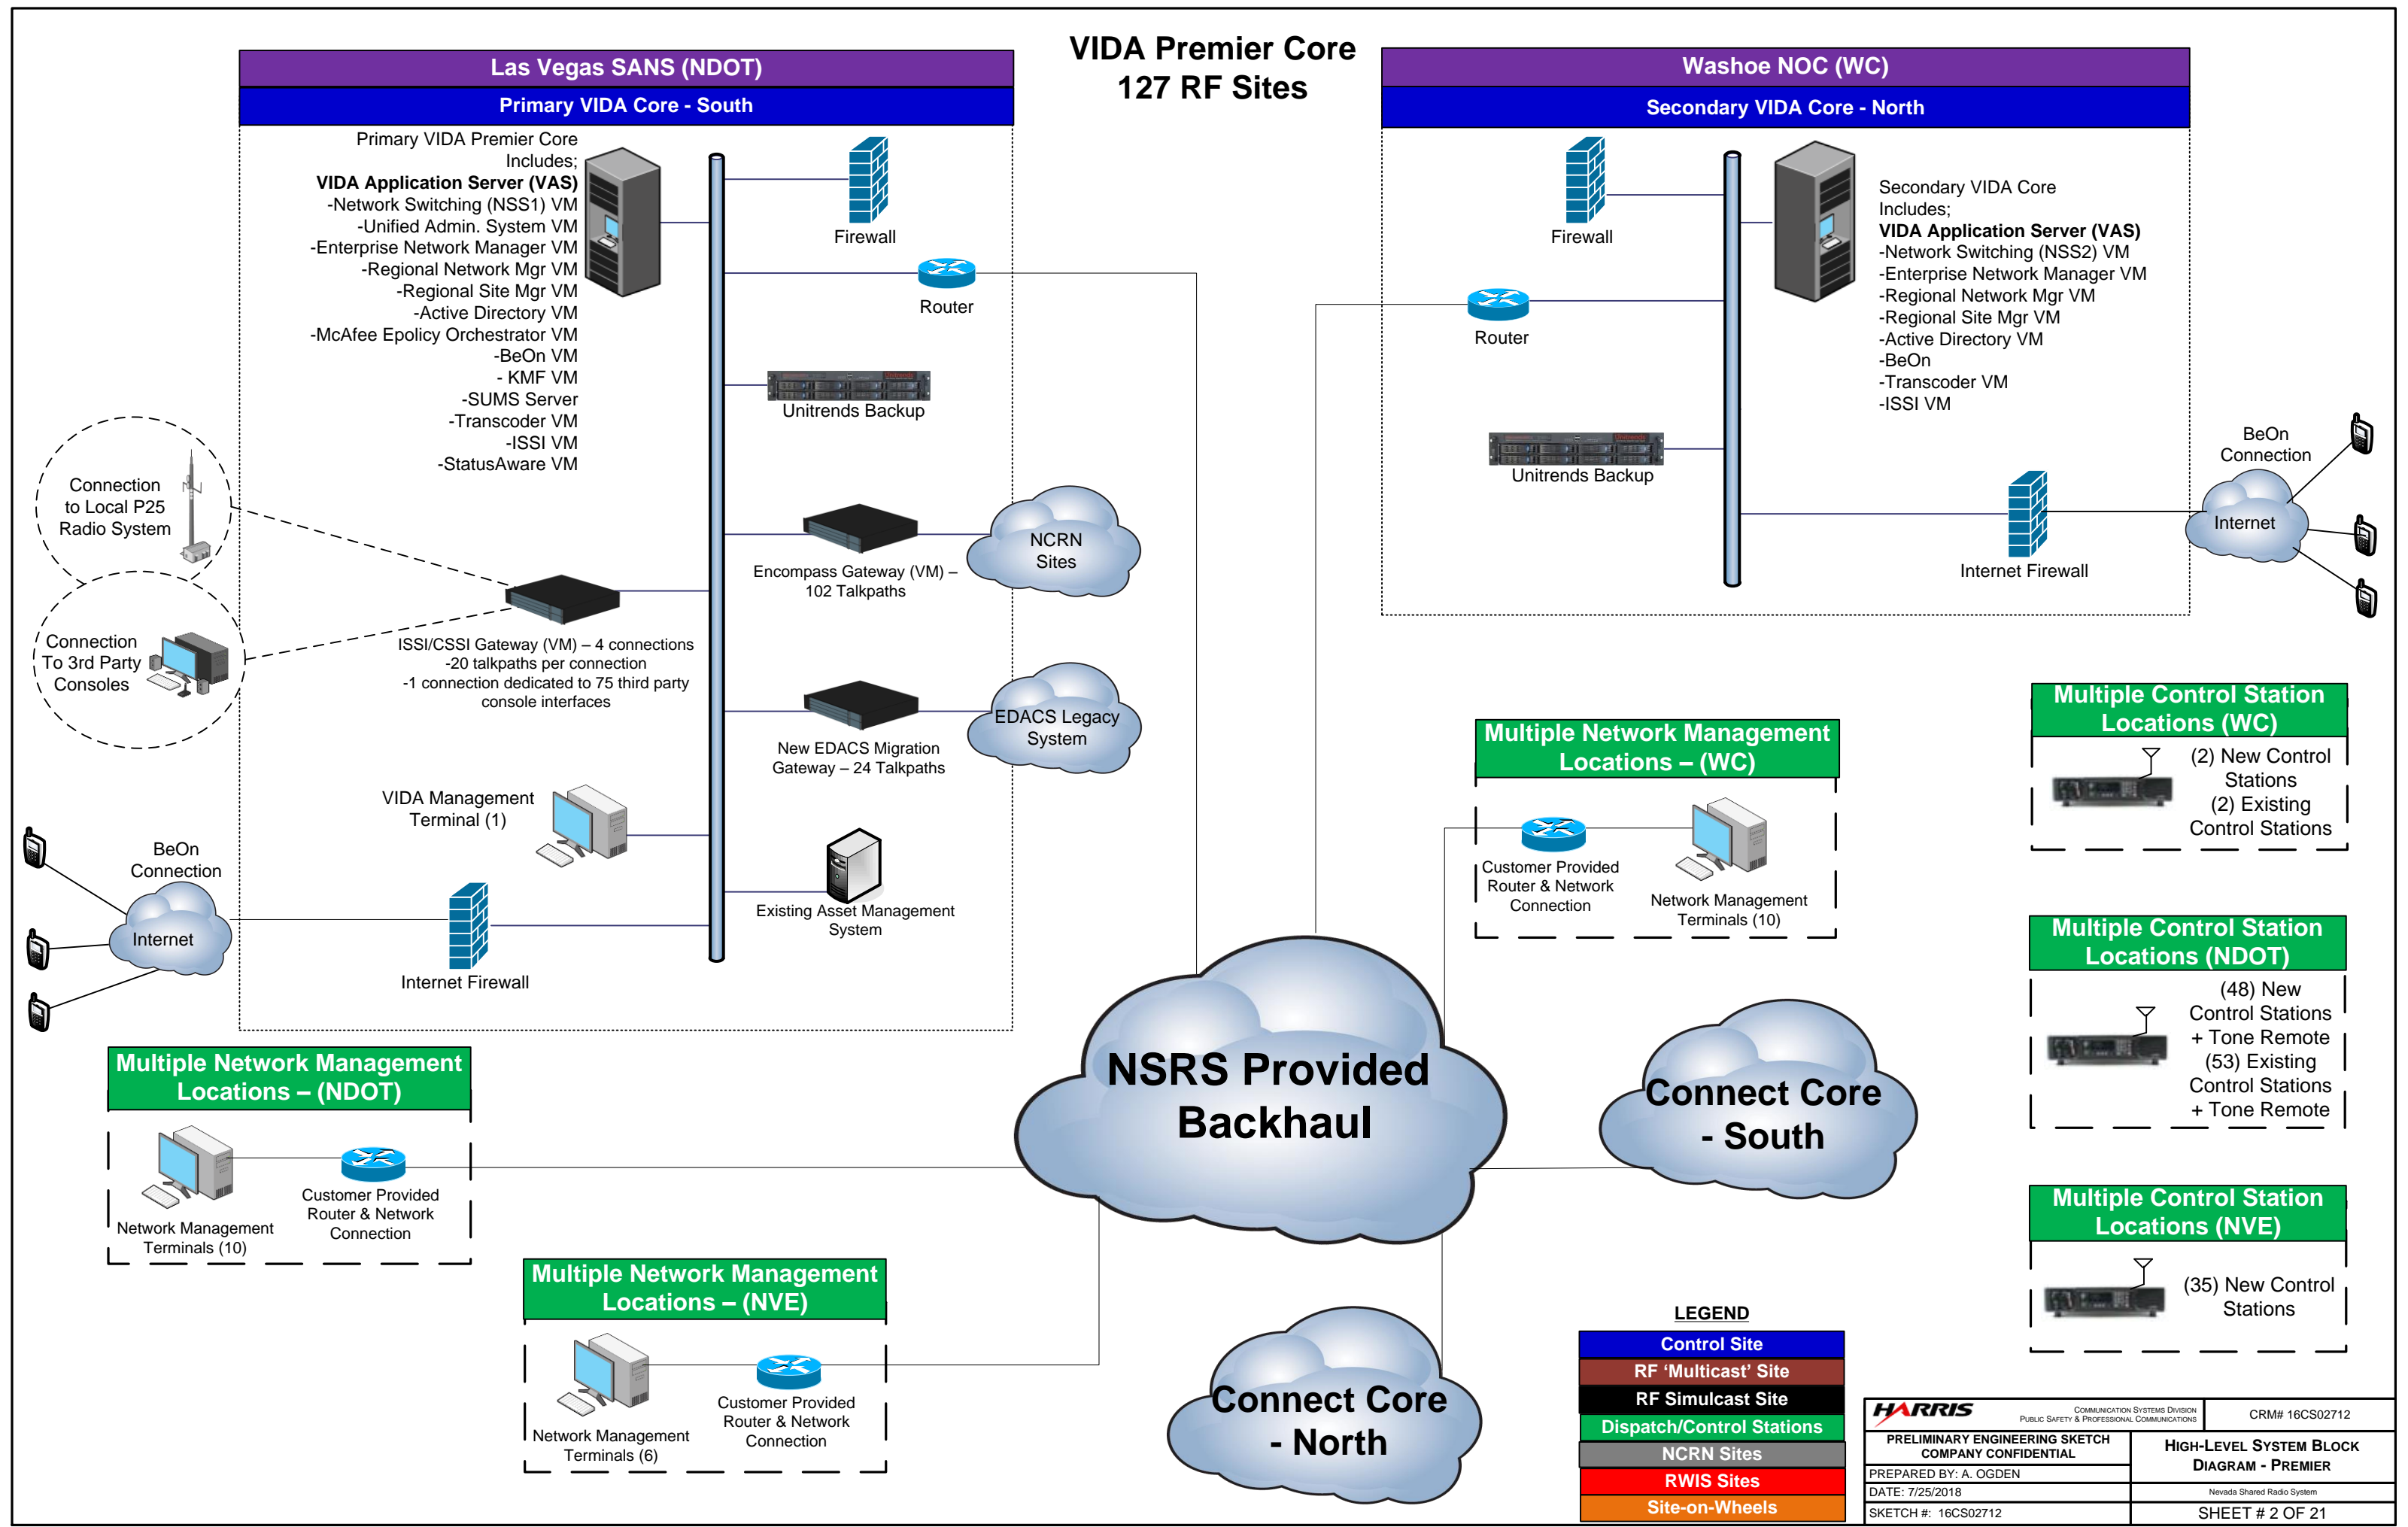 VIDA Premier Core
127 RF Sites
Las Vegas SANS (NDOT)
Primary VIDA Core - South
Primary VIDA Premier Core
Includes;
VIDA Application Server (VAS)
-Network Switching (NSS1) VM
-Unified Admin. System VM
-Enterprise Network Manager VM
-Regional Network Mgr VM
-Regional Site Mgr VM
-Active Directory VM
-McAfee Epolicy Orchestrator VM
-BeOn VM
- KMF VM
-SUMS Server
-Transcoder VM
-ISSI VM
-StatusAware VM
Firewall
Router
Unitrends Backup
Connection
to Local P25
Radio System
Connection
To 3rd Party
Consoles
ISSI/CSSI Gateway (VM) – 4 connections
-20 talkpaths per connection
-1 connection dedicated to 75 third party
console interfaces
Encompass Gateway (VM) –
102 Talkpaths
NCRN
Sites
New EDACS Migration
Gateway – 24 Talkpaths
EDACS Legacy
System
VIDA Management
Terminal (1)
Existing Asset Management
System
BeOn
Connection
Internet
Internet Firewall
Washoe NOC (WC)
Secondary VIDA Core - North
Firewall
Router
Unitrends Backup
Secondary VIDA Core
Includes;
VIDA Application Server (VAS)
-Network Switching (NSS2) VM
-Enterprise Network Manager VM
-Regional Network Mgr VM
-Regional Site Mgr VM
-Active Directory VM
-BeOn
-Transcoder VM
-ISSI VM
Internet Firewall
BeOn
Connection
Internet
Multiple Network Management
Locations – (WC)
Customer Provided
Router & Network
Connection
Network Management
Terminals (10)
Multiple Control Station
Locations (WC)
(2) New Control
Stations
(2) Existing
Control Stations
Multiple Control Station
Locations (NDOT)
(48) New
Control Stations
+ Tone Remote
(53) Existing
Control Stations
+ Tone Remote
Multiple Control Station
Locations (NVE)
(35) New Control
Stations
NSRS Provided
Backhaul
Connect Core
- South
Connect Core
- North
Multiple Network Management
Locations – (NDOT)
Network Management
Terminals (10)
Customer Provided
Router & Network
Connection
Multiple Network Management
Locations – (NVE)
Network Management
Terminals (6)
Customer Provided
Router & Network
Connection
LEGEND
Control Site
RF ‘Multicast’ Site
RF Simulcast Site
Dispatch/Control Stations
NCRN Sites
RWIS Sites
Site-on-Wheels
HARRIS
COMMUNICATION SYSTEMS DIVISION
PUBLIC SAFETY & PROFESSIONAL COMMUNICATIONS
CRM# 16CS02712
PRELIMINARY ENGINEERING SKETCH
COMPANY CONFIDENTIAL
HIGH-LEVEL SYSTEM BLOCK
DIAGRAM - PREMIER
PREPARED BY: A. OGDEN
DATE: 7/25/2018
Nevada Shared Radio System
SKETCH #: 16CS02712
SHEET # 2 OF 21